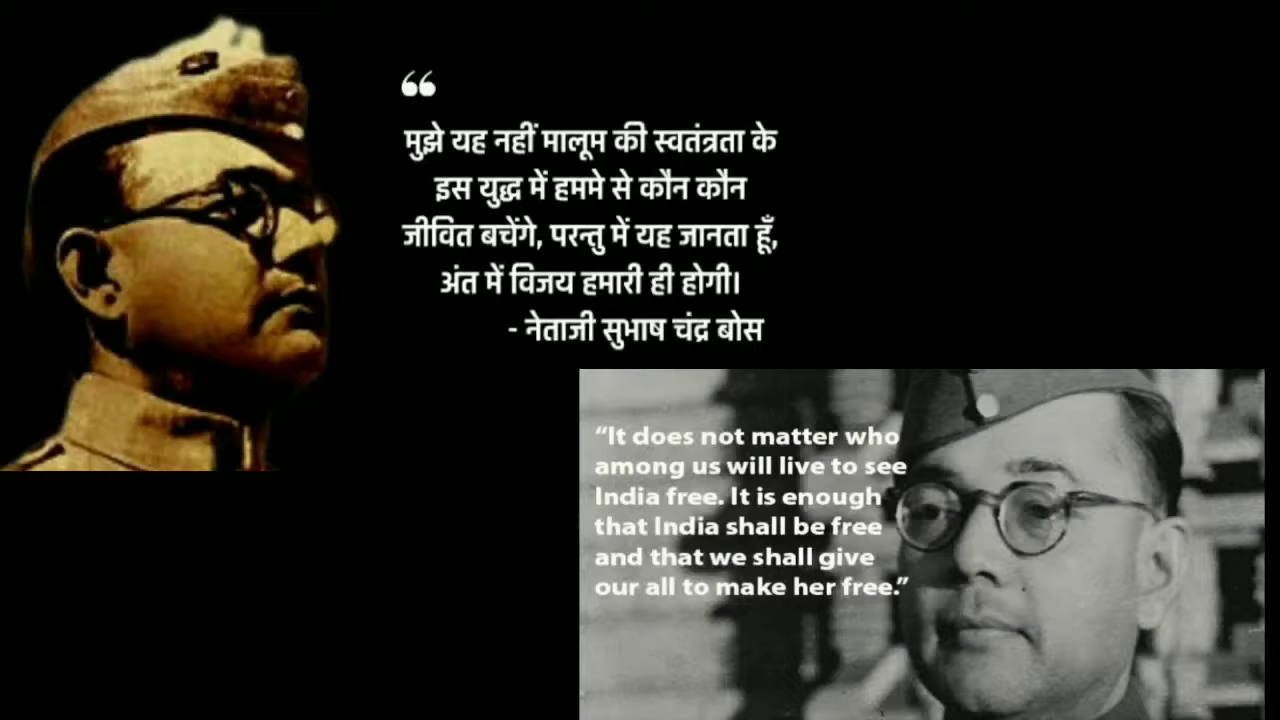 “
मुझे यह नहीं मालूम की स्वतंत्रता के
इस युद्ध में हममे से कौन कौन
जीवित बचेंगे, परन्तु में यह जानता हूँ,
अंत में विजय हमारी ही होगी।
- नेताजी सुभाष चंद्र बोस
“It does not matter who
among us will live to see
India free. It is enough
that India shall be free
and that we shall give
our all to make her free.”